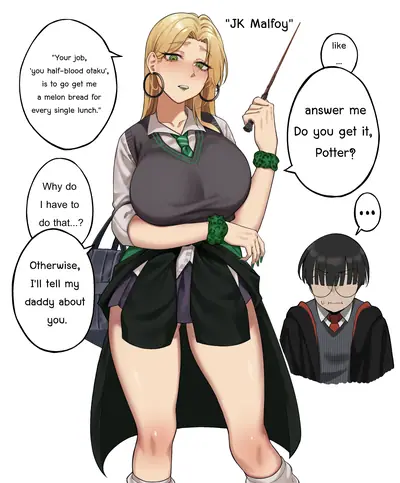 "JK Malfoy"
"Your job,
'you half-blood otaku',
is to go get me
a melon bread for
every single lunch."
like
...
answer me
Do you get it,
Potter?
Why do
I have to
do that...?
...
Otherwise,
I'll tell my
daddy about
you.